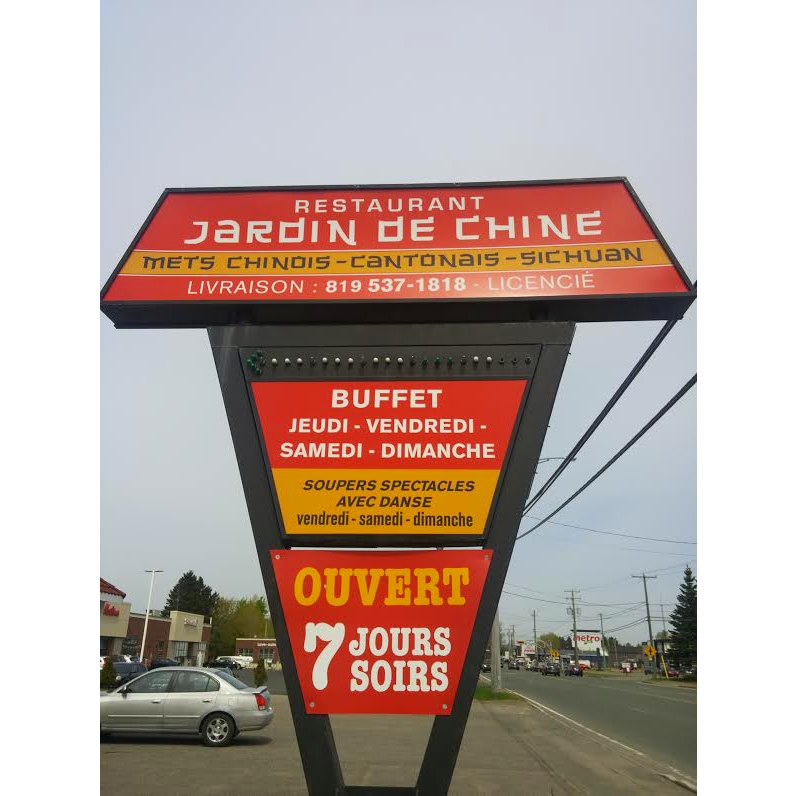 RESTAURANT
JARDIN DE CHINE
METS CHINOIS-CANTONAIS-SICHUAN
LIVRAISON : 819 537-1818 - LICENCIÉ
BUFFET
JEUDI - VENDREDI -
SAMEDI - DIMANCHE
SOUPERS SPECTACLES
AVEC DANSE
vendredi - samedi - dimanche
OUVERT
7 JOURS
SOIRS
metro